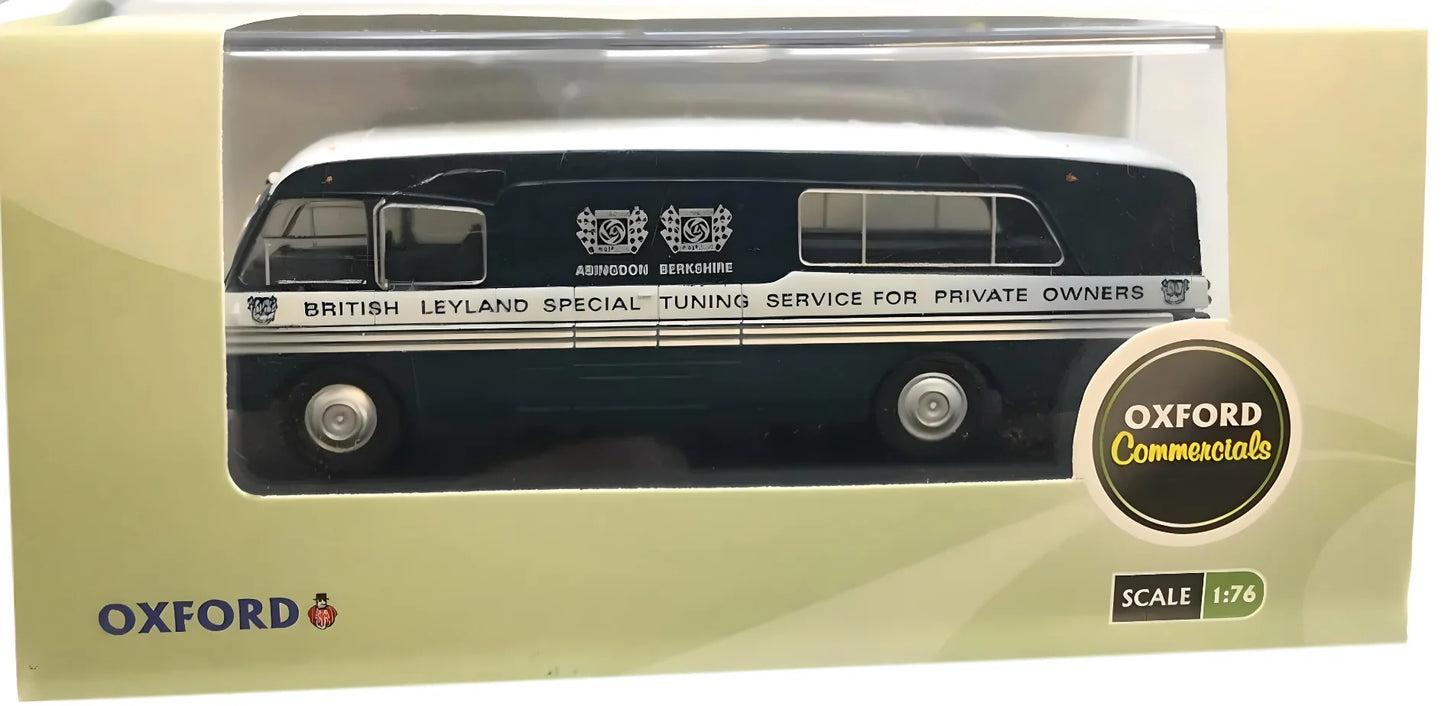 ABINGDON BERKSHIRE
BRITISH LEYLAND SPECIAL TUNING SERVICE FOR PRIVATE OWNERS
OXFORD
Commercials
OXFORD
SCALE 1:76